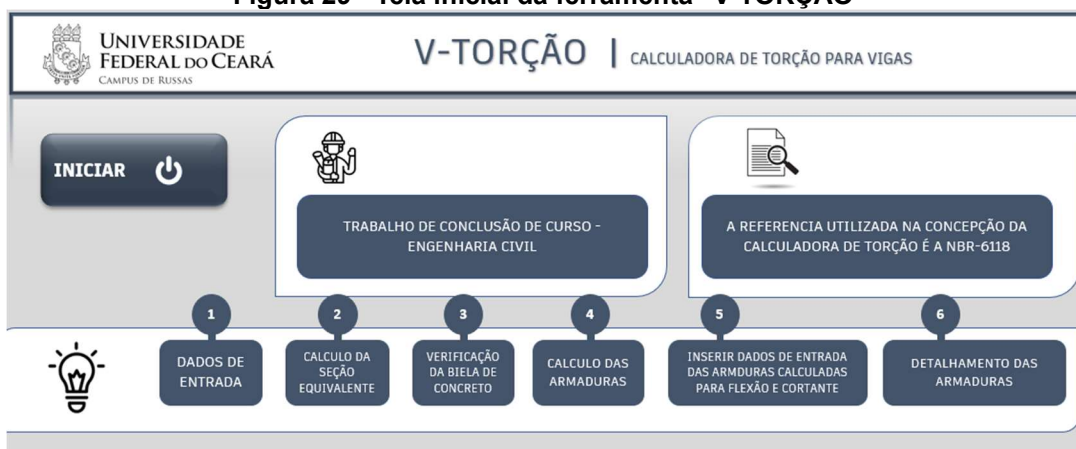 Figura 25 - Tela inicial da ferramenta "V-TORÇÃO"
UNIVERSIDADE
FEDERAL DO CEARÁ
CAMPUS DE RUSSAS
V-TORÇÃO | CALCULADORA DE TORÇÃO PARA VIGAS
INICIAR
TRABALHO DE CONCLUSÃO DE CURSO -
ENGENHARIA CIVIL
A REFERENCIA UTILIZADA NA CONCEPÇÃO DA
CALCULADORA DE TORÇÃO É A NBR-6118
1
DADOS DE
ENTRADA
2
CALCULO DA
SEÇÃO
EQUIVALENTE
3
VERIFICAÇÃO
DA BIELA DE
CONCRETO
4
CALCULO DAS
ARMADURAS
5
INSERIR DADOS DE ENTRADA
DAS ARMDURAS CALCULADAS
PARA FLEXÃO E CORTANTE
6
DETALHAMENTO DAS
ARMADURAS